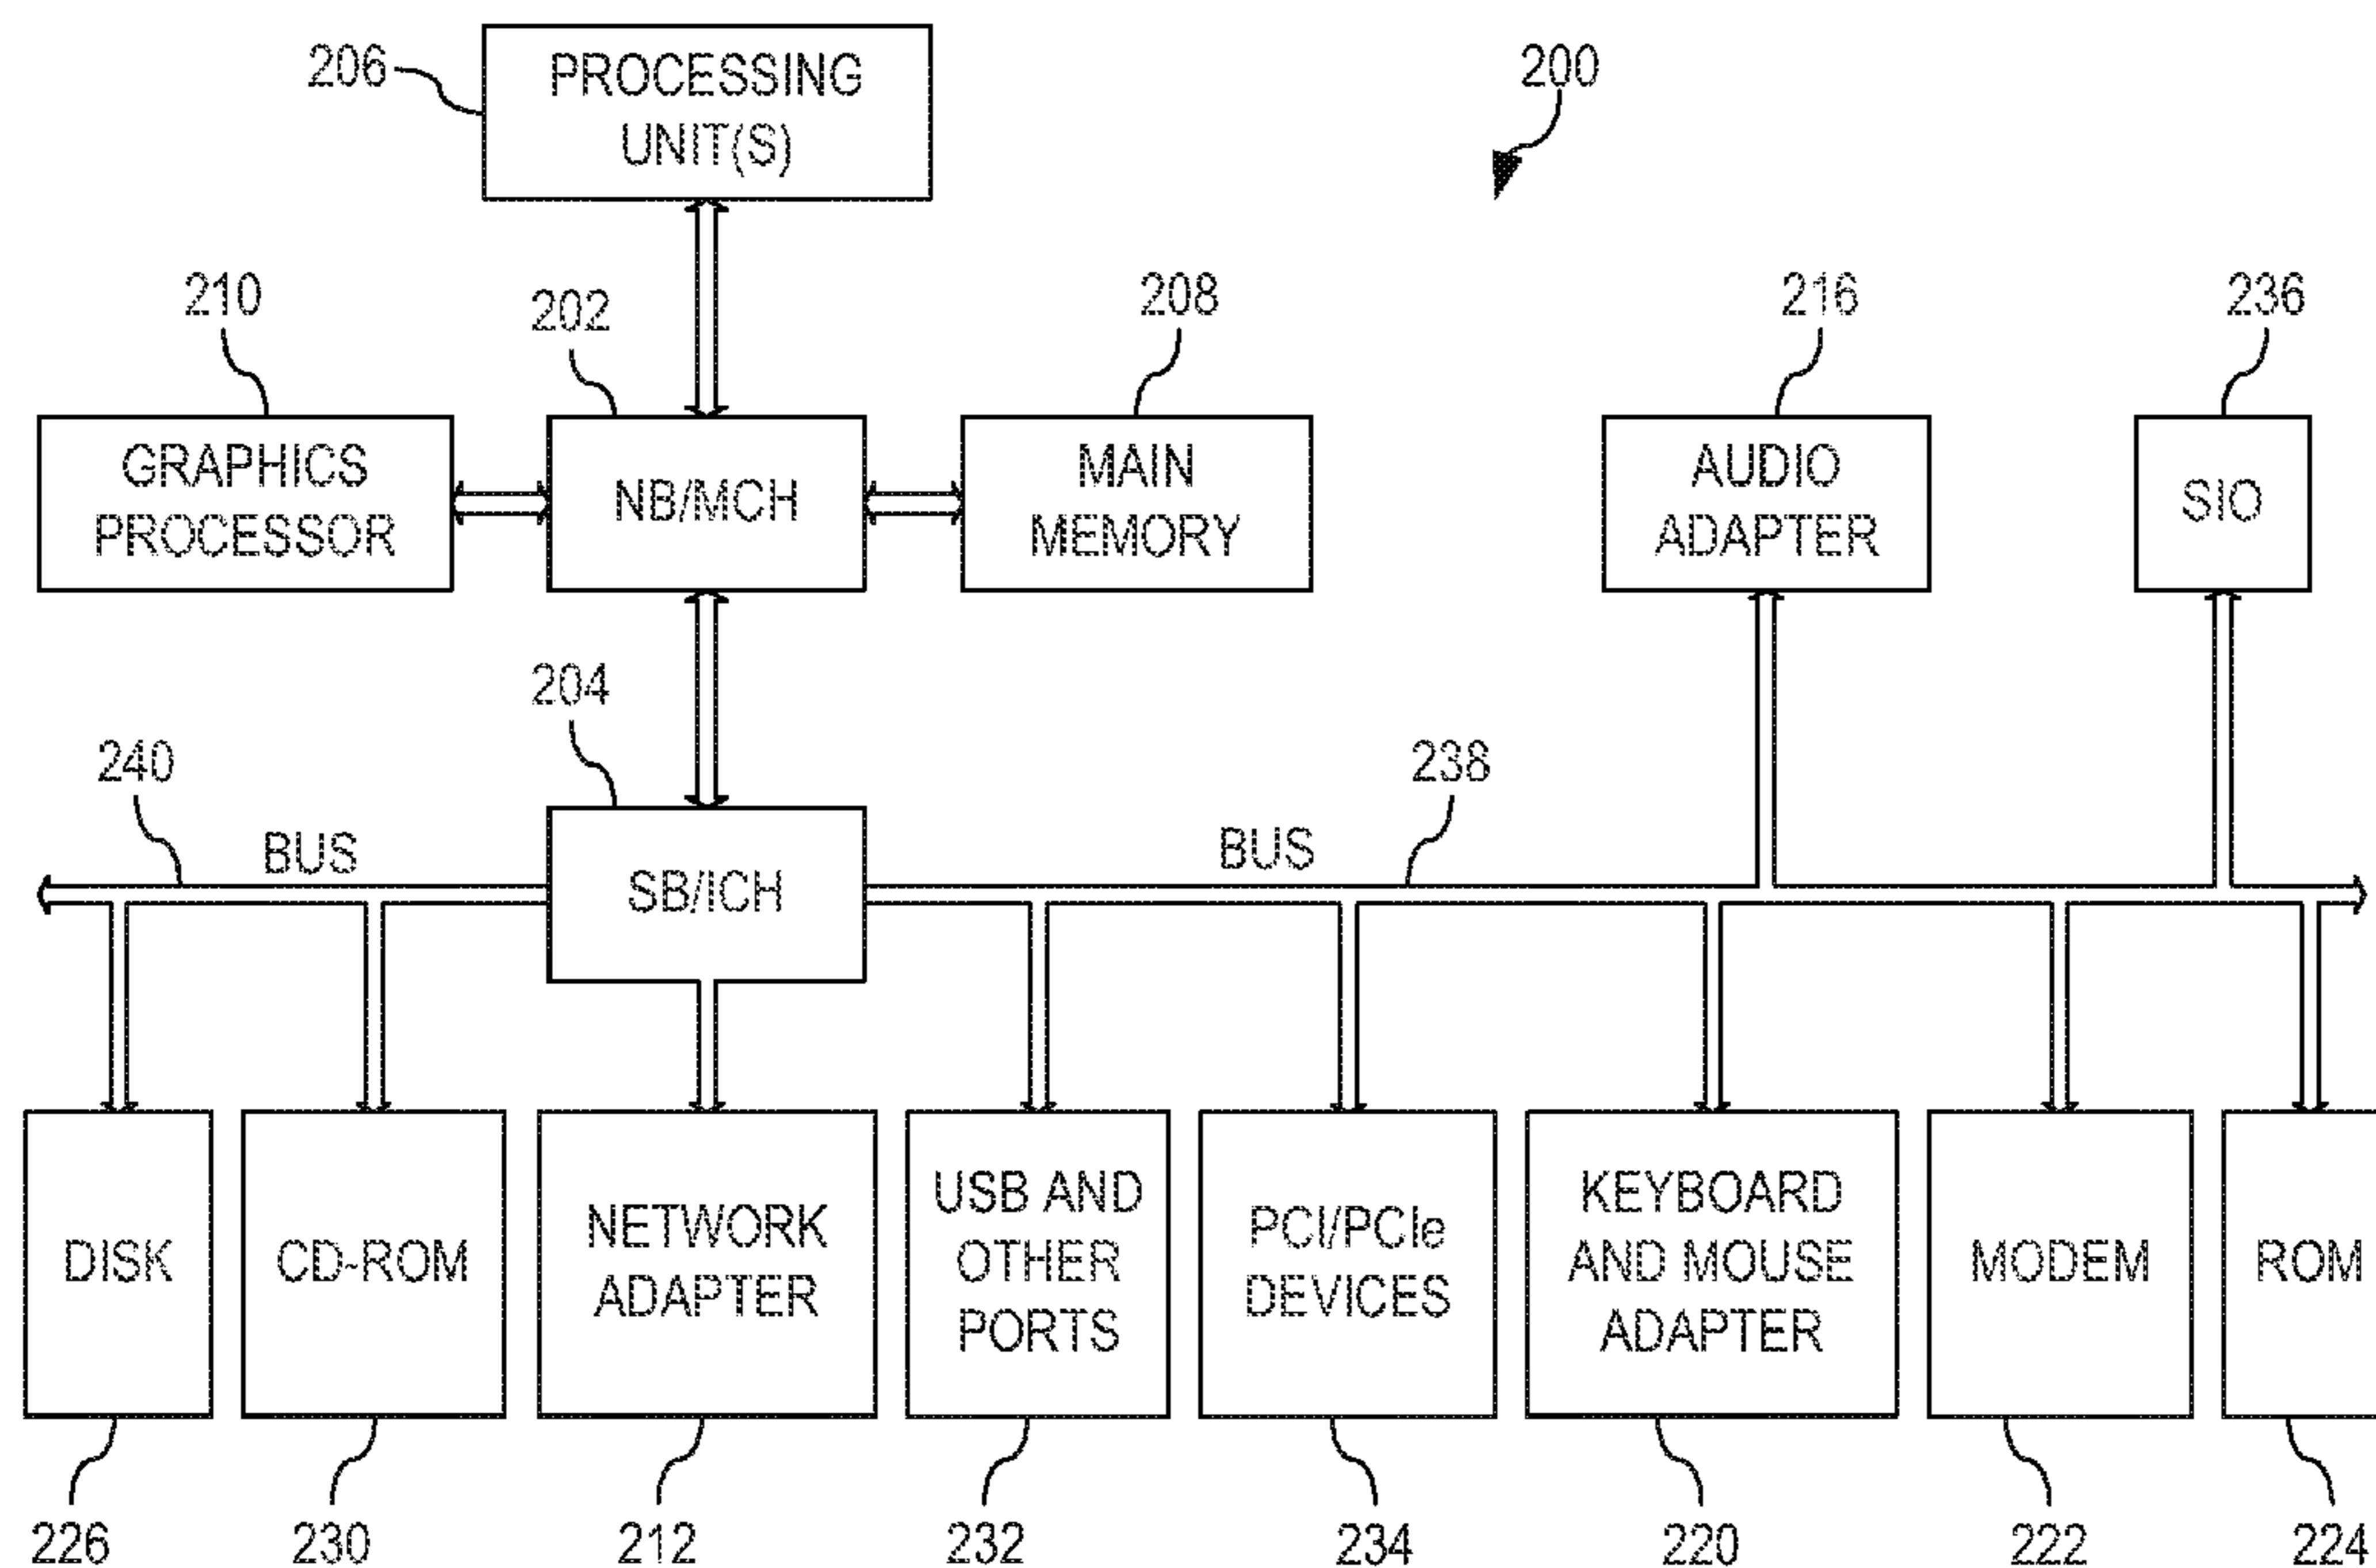 206
PROCESSING
UNIT(S)
200
210
202
208
216
236
GRAPHICS
PROCESSOR
NB/MCH
MAIN
MEMORY
AUDIO
ADAPTER
SIO
204
240
238
BUS
BUS
SB/ICH
DISK
CD-ROM
NETWORK
ADAPTER
USB AND
OTHER
PORTS
PCI/PCIe
DEVICES
KEYBOARD
AND MOUSE
ADAPTER
MODEM
ROM
226
230
212
232
234
220
222
224